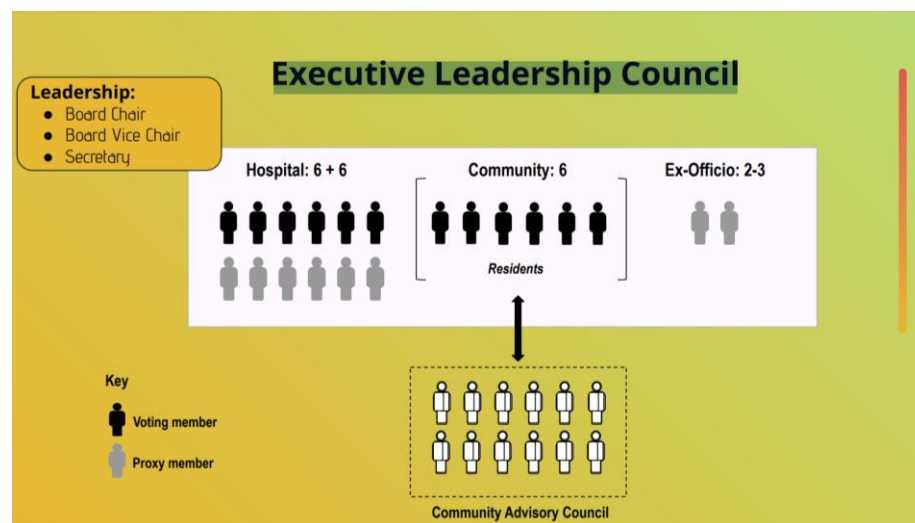 Executive Leadership Council
Leadership:
● Board Chair
● Board Vice Chair
● Secretary
Hospital: 6 + 6
Community: 6
Ex-Officio: 2-3
Residents
Key
Voting member
Proxy member
Community Advisory Council